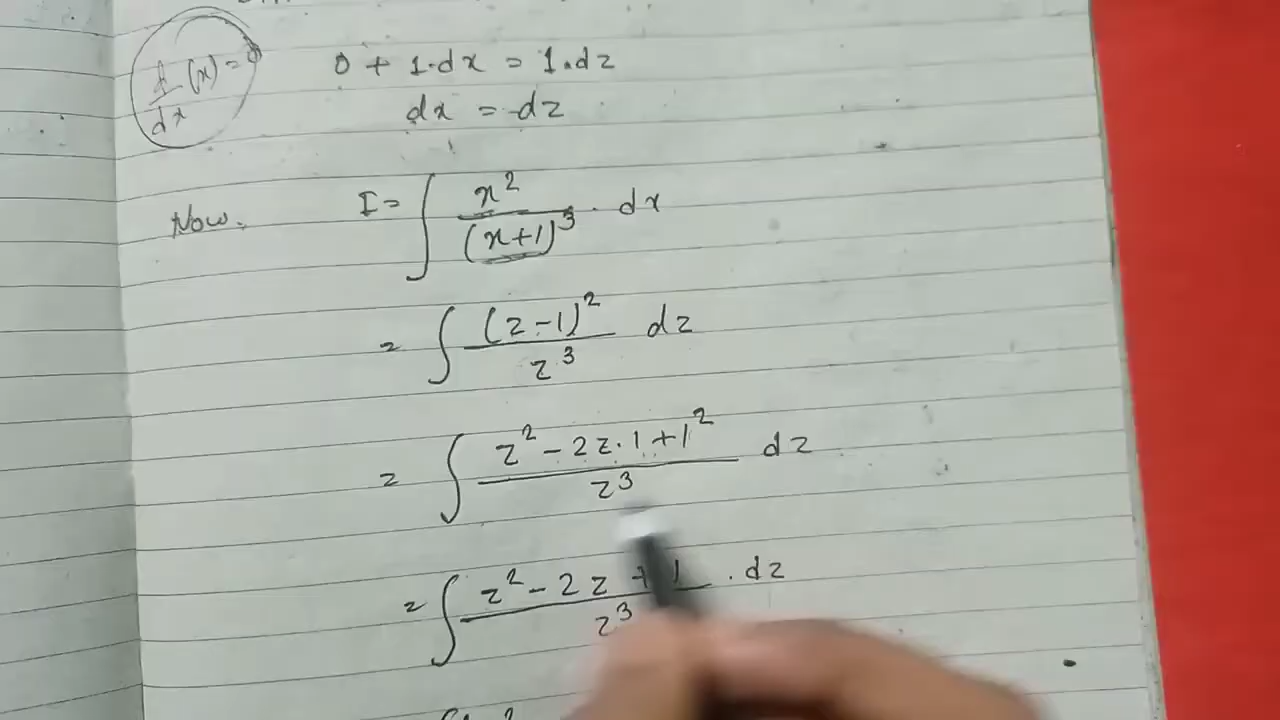 d/dx (x) = 
0 + 1·dx = 1·dz
dx = dz
Now. I = ∫ x²/(x+1)³ · dx
= ∫ (z-1)²/z³ dz
= ∫ z² - 2z·1 + 1²/z³ dz
= ∫ z² - 2z + 1/z³ . dz